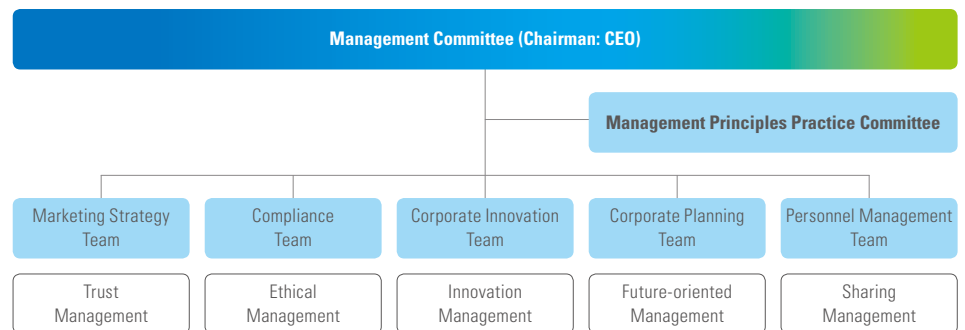 Management Committee (Chairman: CEO)
Management Principles Practice Committee
Marketing Strategy
Team
Compliance
Team
Corporate Innovation
Team
Corporate Planning
Team
Personnel Management
Team
Trust
Management
Ethical
Management
Innovation
Management
Future-oriented
Management
Sharing
Management